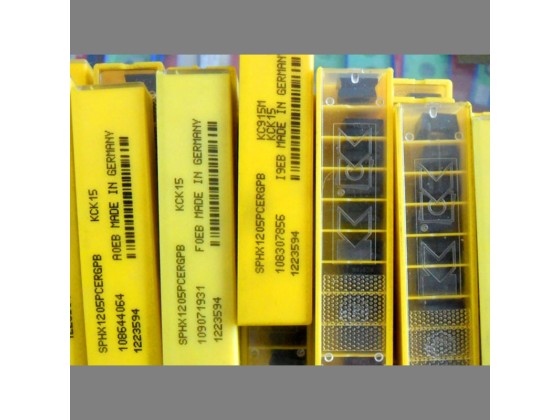 SPHX1205PCERGPB KCK15
A0EB MADE IN GERMANY
108644064
1223594
SPHX1205PCERGPB KCK15
F0EB MADE IN GERMANY
109071931
1223594
KC915M
SPHX1205PCERGPB KCK15
I9EB MADE IN GERMANY
108307856
1223594